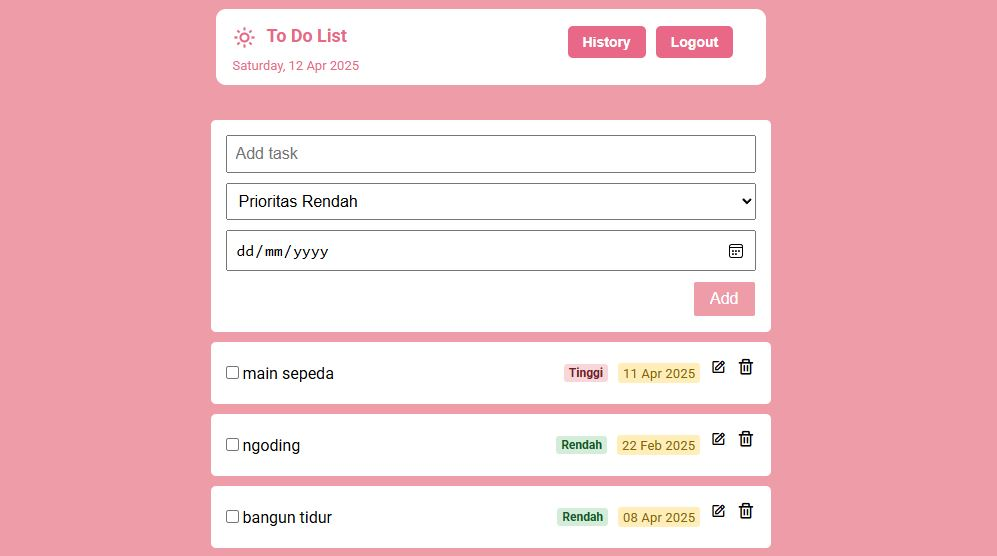 To Do List
History Logout
Saturday, 12 Apr 2025
Add task
Prioritas Rendah
dd/mm/yyyy
Add
main sepeda Tinggi 11 Apr 2025
ngoding Rendah 22 Feb 2025
bangun tidur Rendah 08 Apr 2025